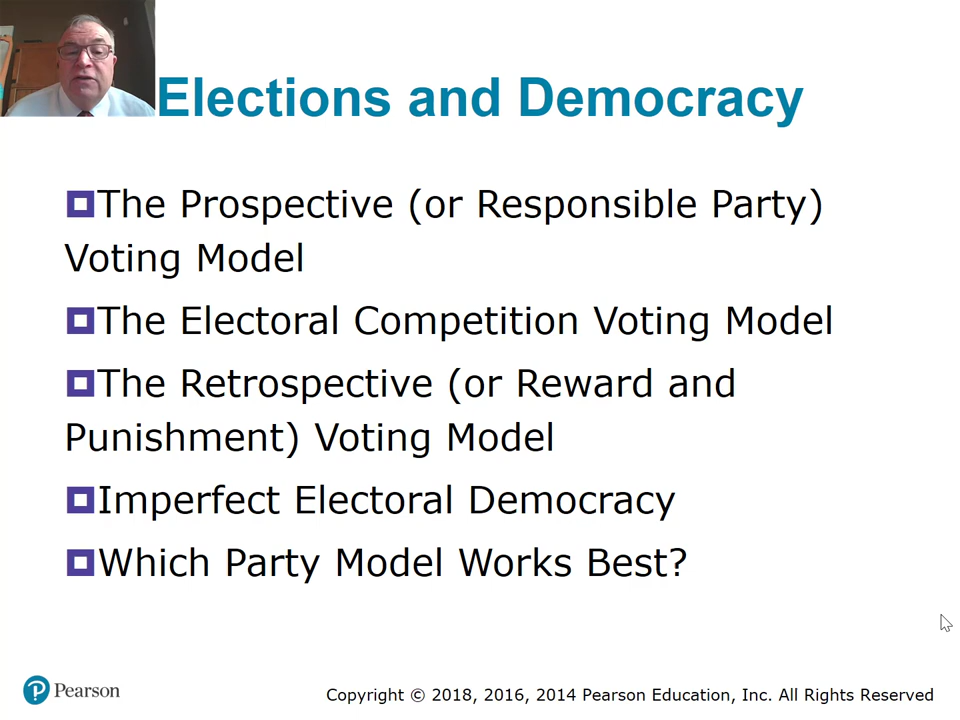 Elections and Democracy
The Prospective (or Responsible Party)
Voting Model
The Electoral Competition Voting Model
The Retrospective (or Reward and
Punishment) Voting Model
Imperfect Electoral Democracy
Which Party Model Works Best?
Pearson
Copyright © 2018, 2016, 2014 Pearson Education, Inc. All Rights Reserved